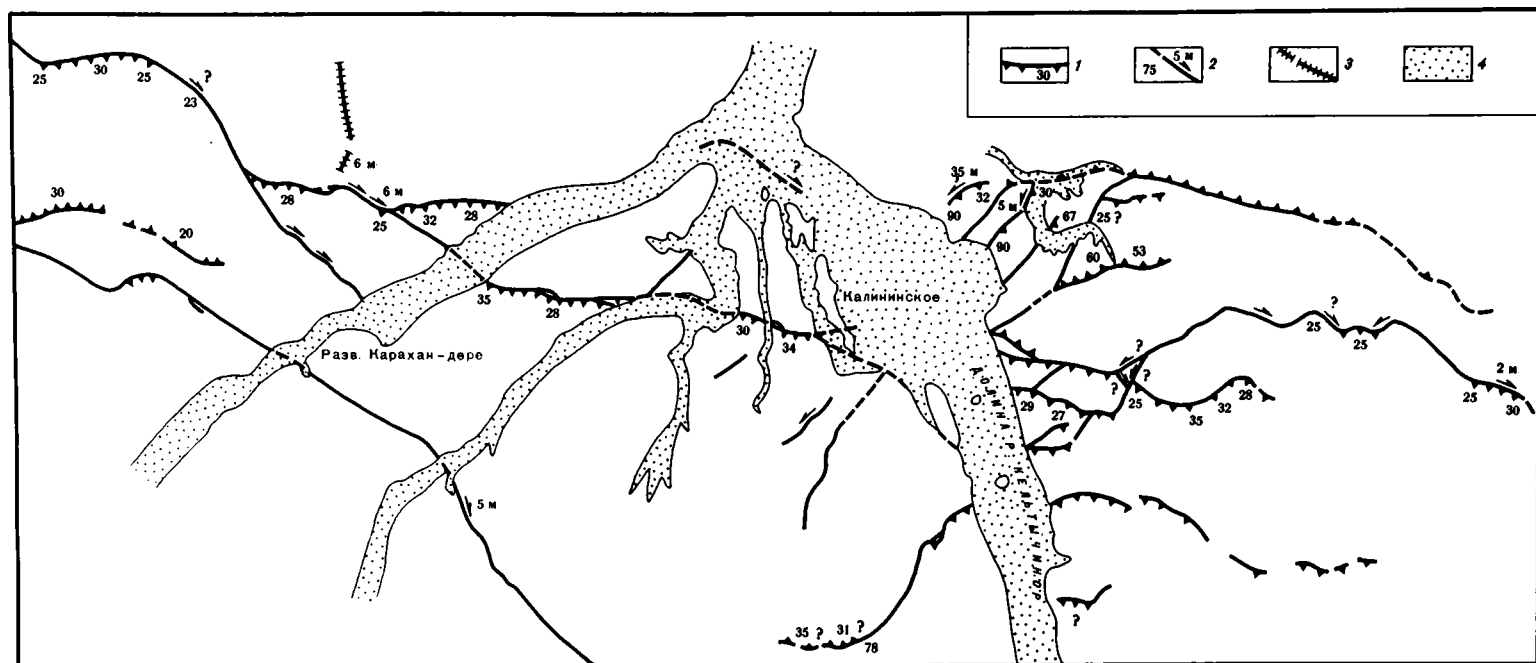 30 1
75 5 м 2
3
4
25 30 25 ?
23
6 м
6 м
30
28
25 32 28
20
35
28
Разв. Карахан-дере
5 м
?
30
34
Калининское
35 м
32
90
30
5 м
67
90
25 ?
60 53
ДОЛИНА Р. КЕЛЬТЫЧИНОР
?
25
25
2 м
25
30
?
?
?
25
29 27
35 32 28
35 ? 31 ?
78
?